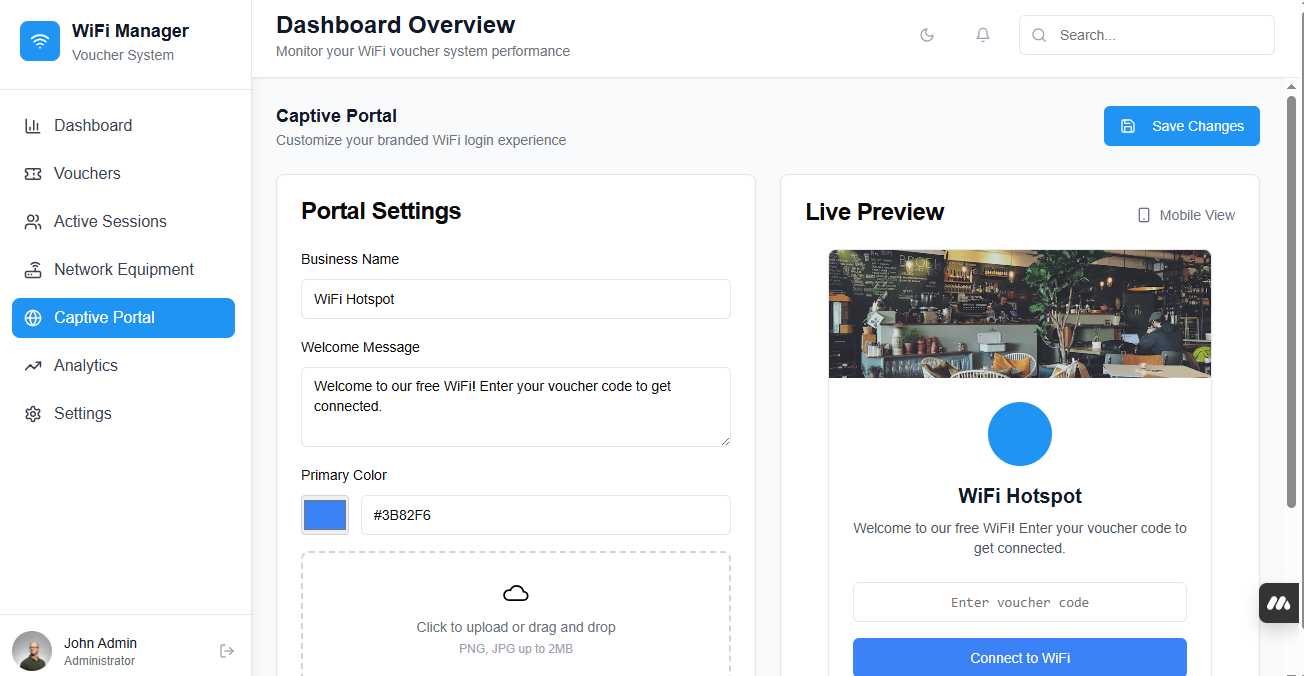 WiFi Manager
Voucher System
Dashboard
Vouchers
Active Sessions
Network Equipment
Captive Portal
Analytics
Settings
John Admin
Administrator
Dashboard Overview
Monitor your WiFi voucher system performance
Search...
Captive Portal
Customize your branded WiFi login experience
Save Changes
Portal Settings
Business Name
WiFi Hotspot
Welcome Message
Welcome to our free WiFi! Enter your voucher code to get
connected.
Primary Color
#3B82F6
Click to upload or drag and drop
PNG, JPG up to 2MB
Live Preview
Mobile View
WiFi Hotspot
Welcome to our free WiFi! Enter your voucher code to
get connected.
Enter voucher code
Connect to WiFi